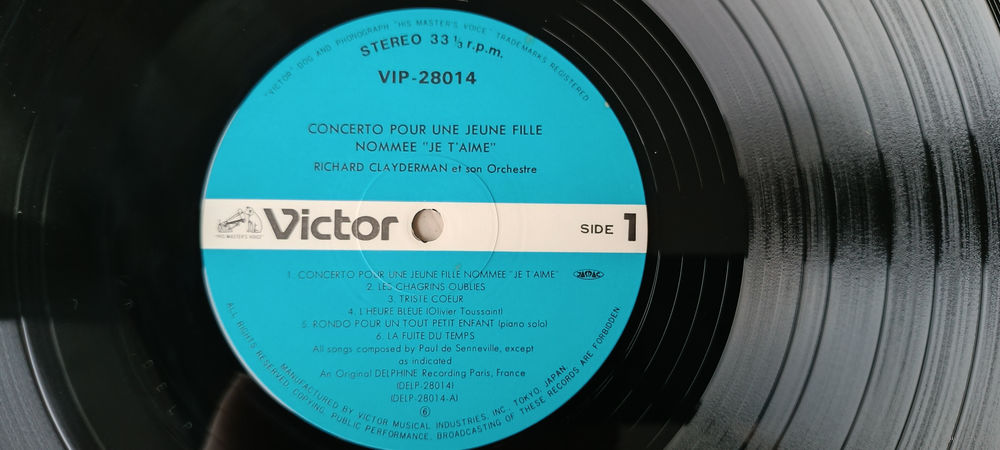 "VICTOR" DOG AND PHONOGRAPH "HIS MASTER'S VOICE" TRADEMARKS REGISTERED
STEREO 33 1/3 r.p.m.
VIP-28014
CONCERTO POUR UNE JEUNE FILLE
NOMMEE "JE T'AIME"
RICHARD CLAYDERMAN et son Orchestre
"HIS MASTER'S VOICE"
Victor
SIDE 1
1. CONCERTO POUR UNE JEUNE FILLE NOMMEE "JE T'AIME"
JASRAC
2. LES CHAGRINS OUBLIES
3. TRISTE COEUR
4. L'HEURE BLEUE (Olivier Toussaint)
5. RONDO POUR UN TOUT PETIT ENFANT (piano solo)
6. LA FUITE DU TEMPS
All songs composed by Paul de Senneville, except
as indicated
An Original DELPHINE Recording Paris, France
(DELP-28014)
(DELP-28014-A)
6
MANUFACTURED BY VICTOR MUSICAL INDUSTRIES, INC., TOKYO, JAPAN.
ALL RIGHTS RESERVED. COPYING, PUBLIC PERFORMANCE, BROADCASTING OF THESE RECORDS ARE FORBIDDEN.